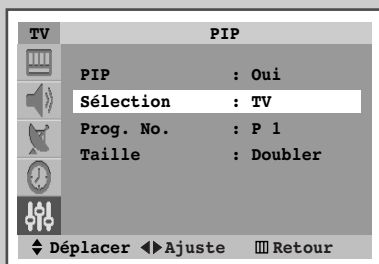 TV PIP
PIP : Oui
Sélection : TV
Prog. No. : P 1
Taille : Doubler
Déplacer Ajuste Retour